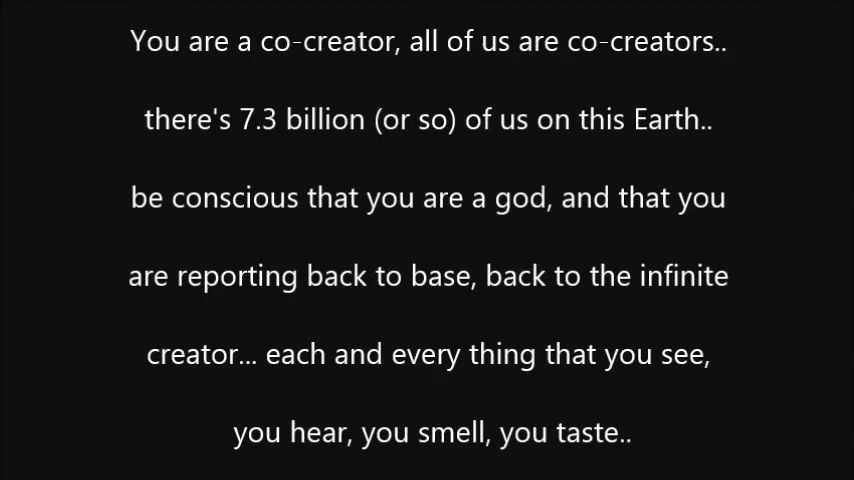 You are a co-creator, all of us are co-creators..
there's 7.3 billion (or so) of us on this Earth..
be conscious that you are a god, and that you
are reporting back to base, back to the infinite
creator... each and every thing that you see,
you hear, you smell, you taste..